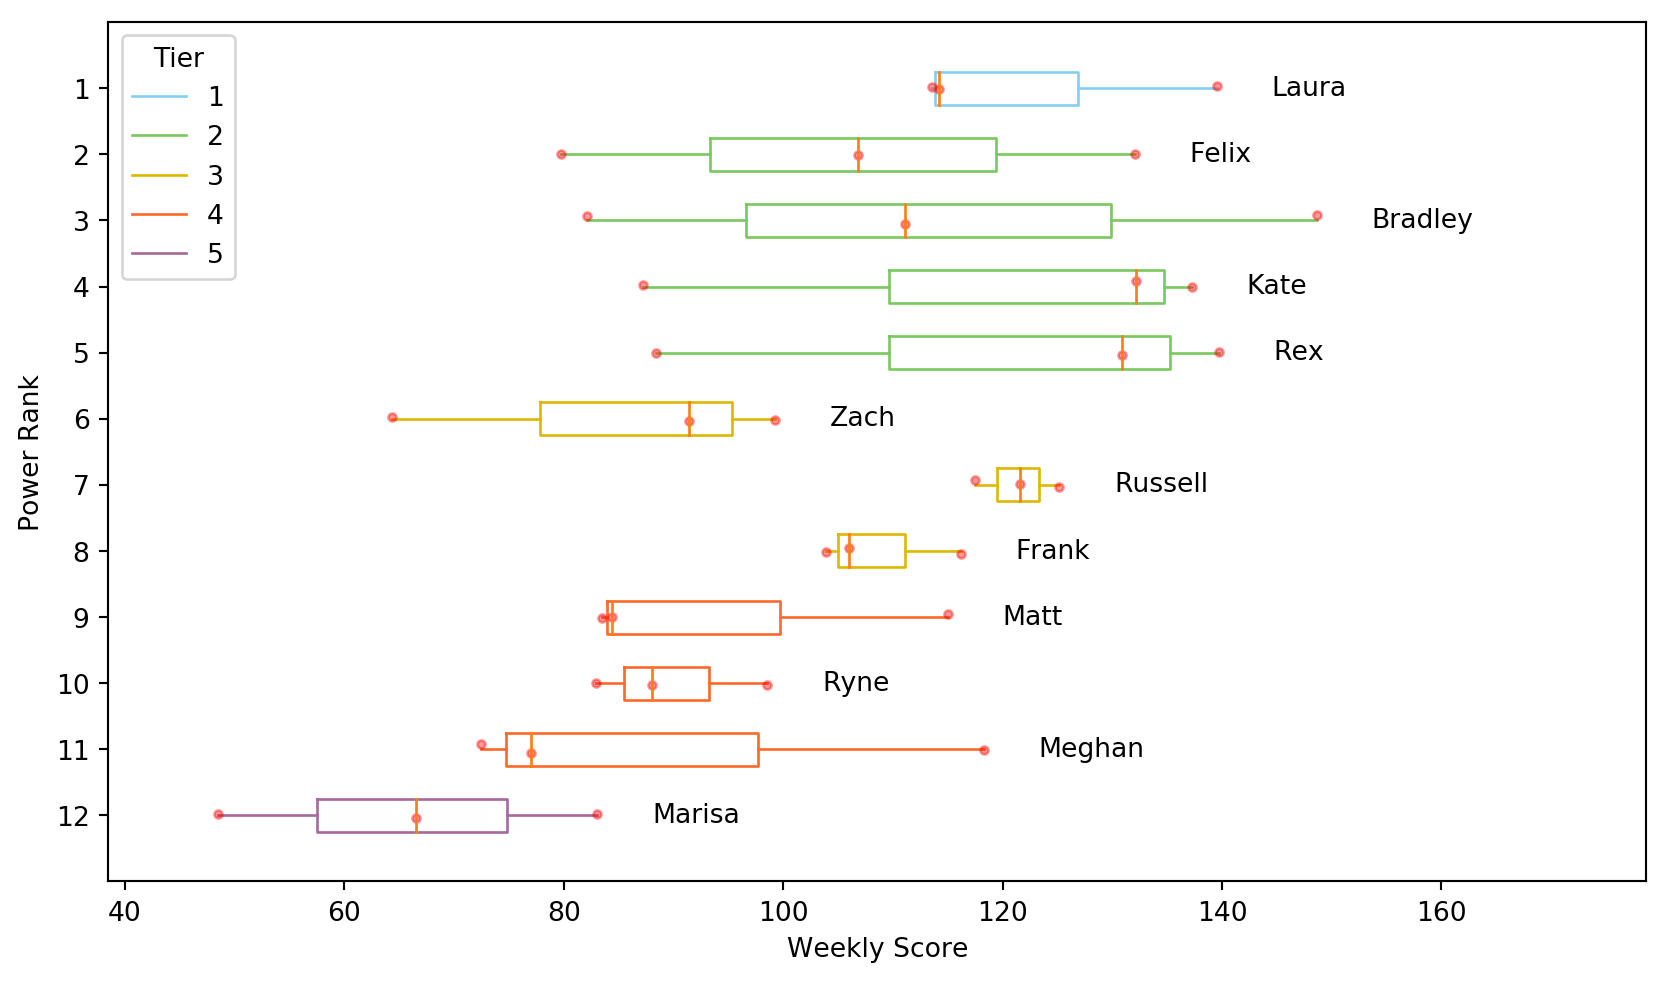 Tier
1
2
3
4
5
Power Rank
1 Laura
2 Felix
3 Bradley
4 Kate
5 Rex
6 Zach
7 Russell
8 Frank
9 Matt
10 Ryne
11 Meghan
12 Marisa
40 60 80 100 120 140 160
Weekly Score